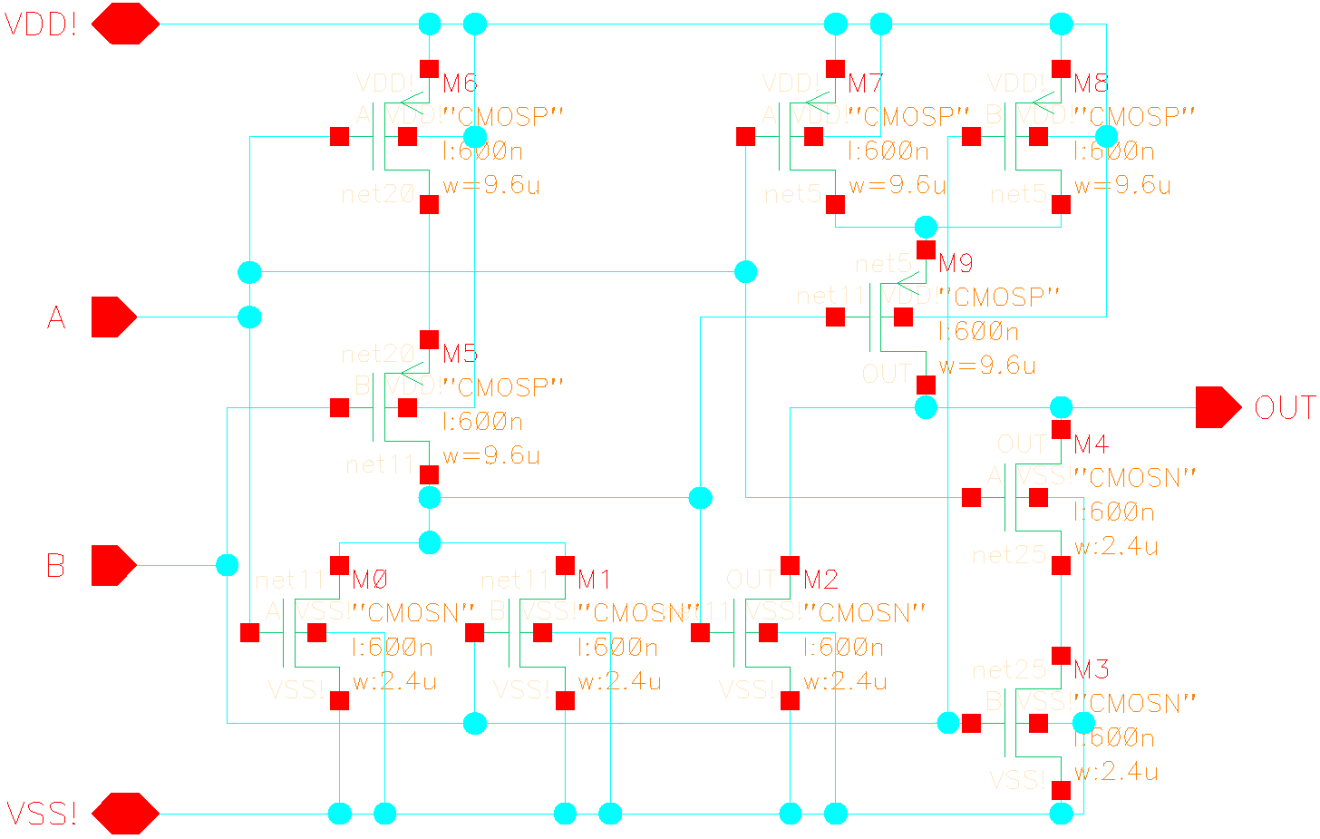 VDD!
VDD!
M6
A
VDD!
"CMOSP"
l:600n
net20
w=9.6u
VDD!
M7
A
VDD!
"CMOSP"
l:600n
net5
w=9.6u
VDD!
M8
B
VDD!
"CMOSP"
l:600n
net5
w=9.6u
net5
M9
net11
VDD!
"CMOSP"
l:600n
OUT
w=9.6u
A
net20
M5
B
VDD!
"CMOSP"
l:600n
net11
w=9.6u
OUT
OUT
M4
A
VSS!
"CMOSN"
l:600n
net25
w:2.4u
B
net11
M0
A
VSS!
"CMOSN"
l:600n
VSS!
w:2.4u
net11
M1
B
VSS!
"CMOSN"
l:600n
VSS!
w:2.4u
OUT
M2
VSS!
"CMOSN"
l:600n
VSS!
w:2.4u
net25
M3
B
VSS!
"CMOSN"
l:600n
VSS!
w:2.4u
VSS!